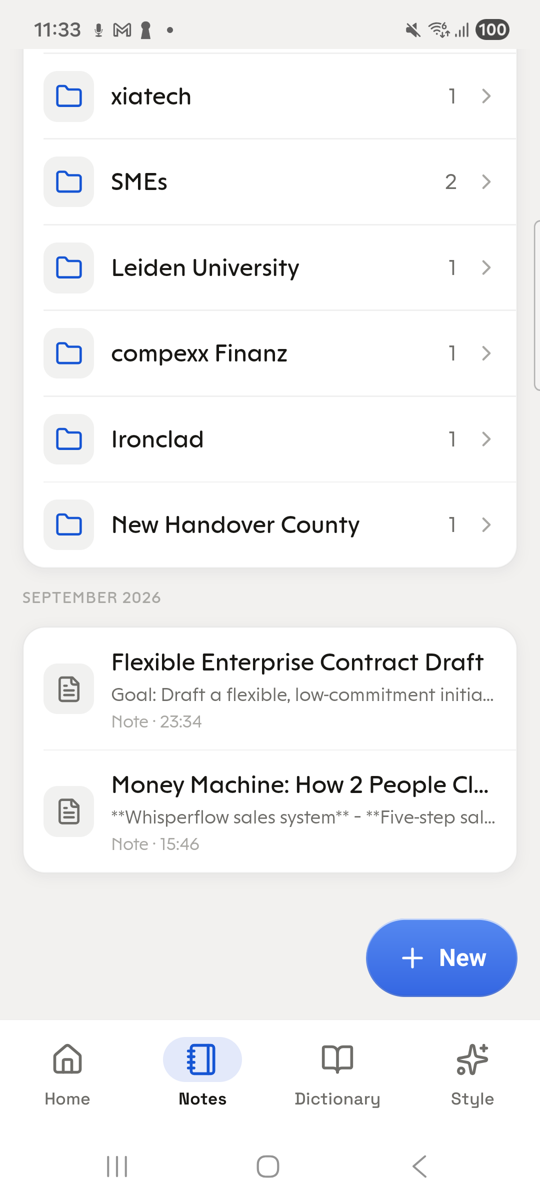 11:33
100
xiatech 1
SMEs 2
Leiden University 1
compexx Finanz 1
Ironclad 1
New Handover County 1
SEPTEMBER 2026
Flexible Enterprise Contract Draft
Goal: Draft a flexible, low-commitment initia...
Note · 23:34
Money Machine: How 2 People Cl...
**Whisperflow sales system** - **Five-step sal...
Note · 15:46
+ New
Home
Notes
Dictionary
Style